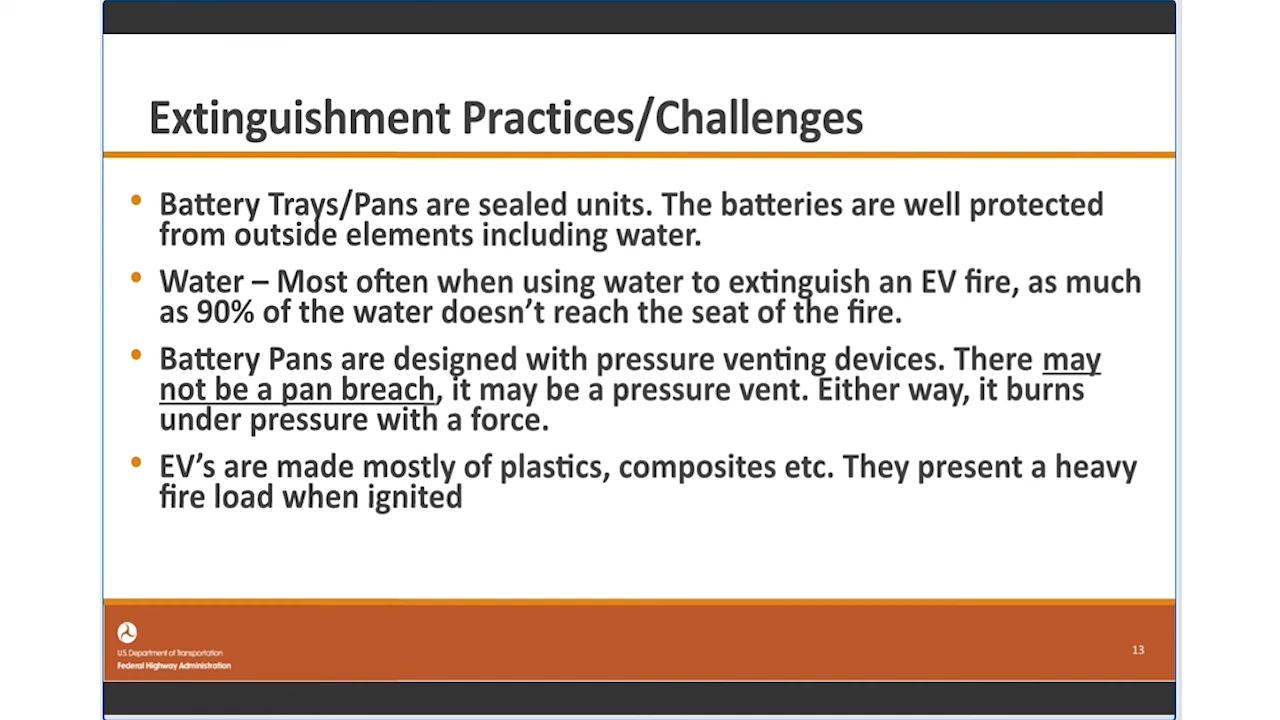 Extinguishment Practices/Challenges
• Battery Trays/Pans are sealed units. The batteries are well protected
from outside elements including water.
• Water – Most often when using water to extinguish an EV fire, as much
as 90% of the water doesn’t reach the seat of the fire.
• Battery Pans are designed with pressure venting devices. There may
not be a pan breach, it may be a pressure vent. Either way, it burns
under pressure with a force.
• EV’s are made mostly of plastics, composites etc. They present a heavy
fire load when ignited
U.S. Department of Transportation
Federal Highway Administration
13